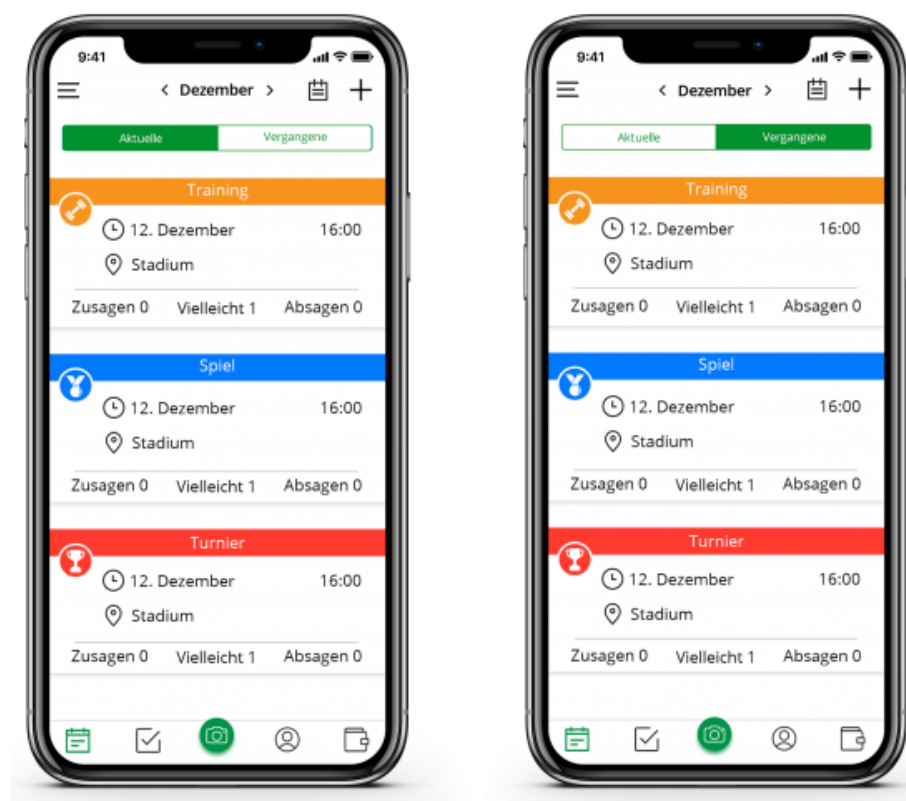 9:41
< Dezember >
Aktuelle Vergangene
Training
12. Dezember 16:00
Stadium
Zusagen 0 Vielleicht 1 Absagen 0
Spiel
12. Dezember 16:00
Stadium
Zusagen 0 Vielleicht 1 Absagen 0
Turnier
12. Dezember 16:00
Stadium
Zusagen 0 Vielleicht 1 Absagen 0
9:41
< Dezember >
Aktuelle Vergangene
Training
12. Dezember 16:00
Stadium
Zusagen 0 Vielleicht 1 Absagen 0
Spiel
12. Dezember 16:00
Stadium
Zusagen 0 Vielleicht 1 Absagen 0
Turnier
12. Dezember 16:00
Stadium
Zusagen 0 Vielleicht 1 Absagen 0